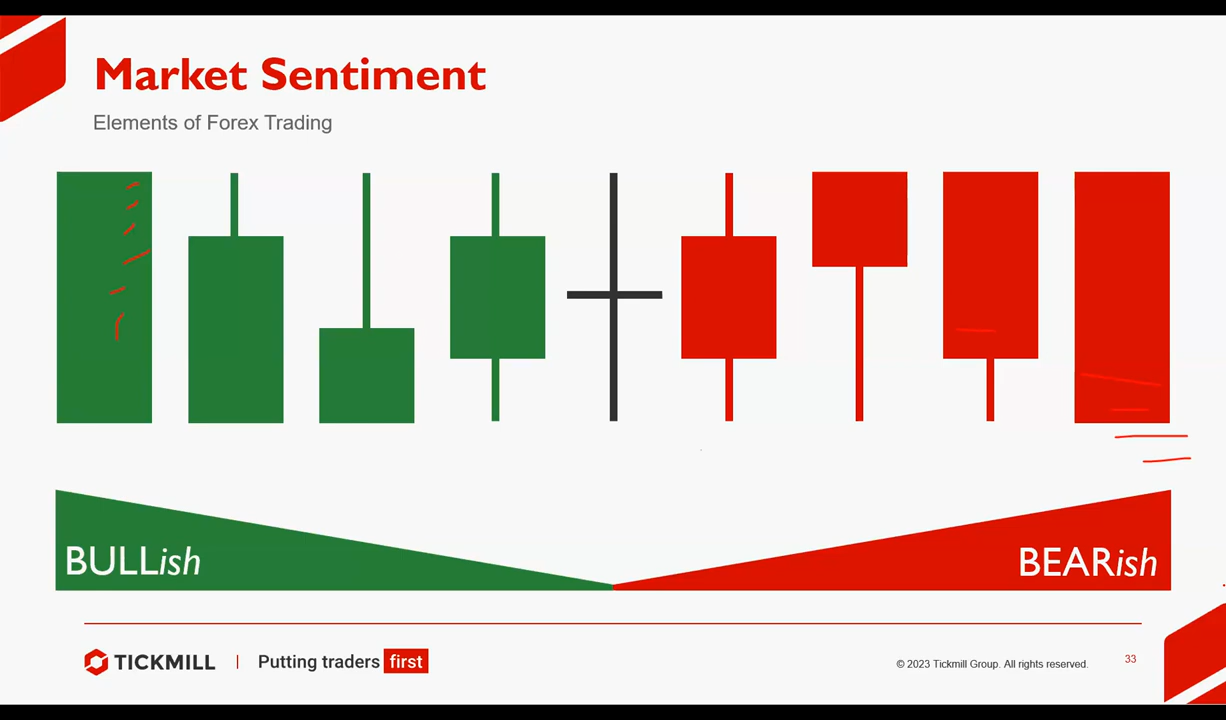 Market Sentiment
Elements of Forex Trading
BULLish
BEARish
TICKMILL | Putting traders first
© 2023 Tickmill Group. All rights reserved.
33